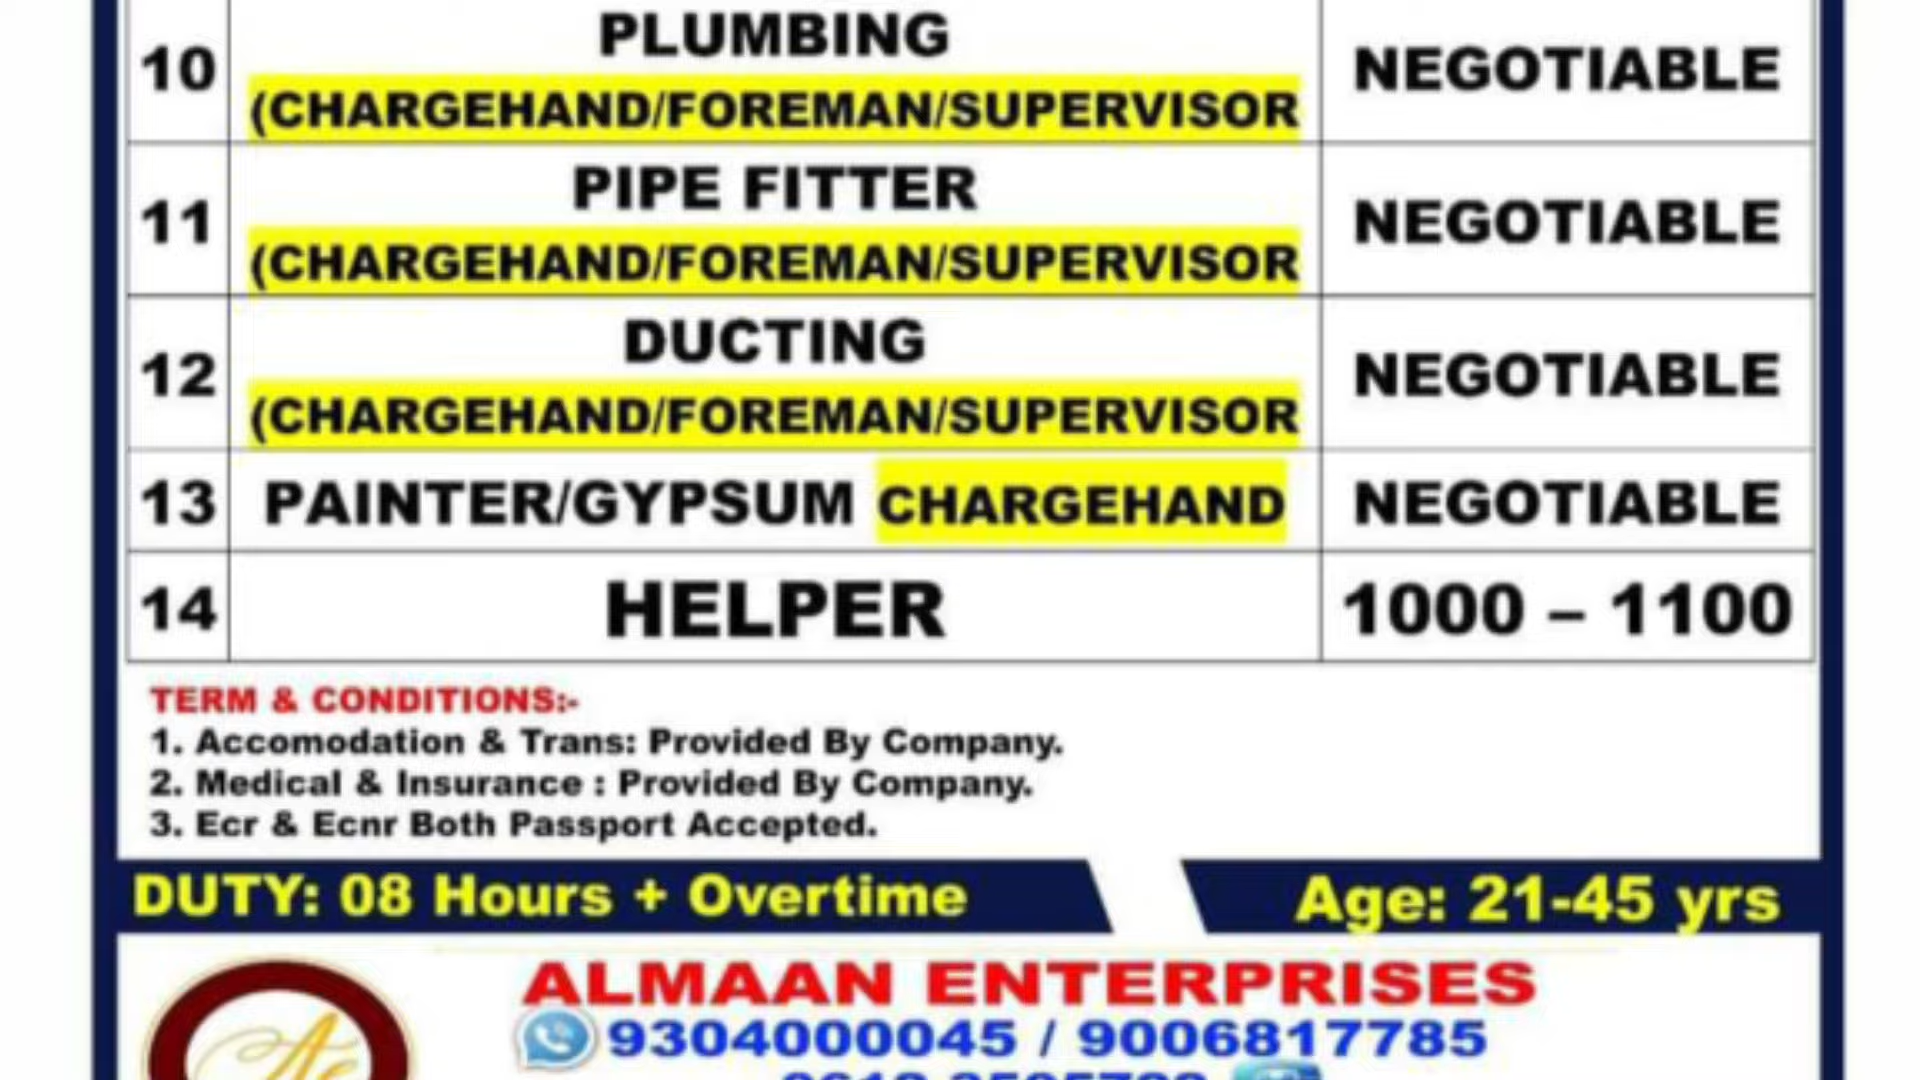 PLUMBING
10
NEGOTIABLE
(CHARGEHAND/FOREMAN/SUPERVISOR
PIPE FITTER
11
NEGOTIABLE
(CHARGEHAND/FOREMAN/SUPERVISOR
DUCTING
12
NEGOTIABLE
(CHARGEHAND/FOREMAN/SUPERVISOR
13 PAINTER/GYPSUM CHARGEHAND NEGOTIABLE
14 HELPER 1000 – 1100
TERM & CONDITIONS:-
1. Accomodation & Trans: Provided By Company.
2. Medical & Insurance : Provided By Company.
3. Ecr & Ecnr Both Passport Accepted.
DUTY: 08 Hours + Overtime
Age: 21-45 yrs
ALMAAN ENTERPRISES
9304000045 / 9006817785